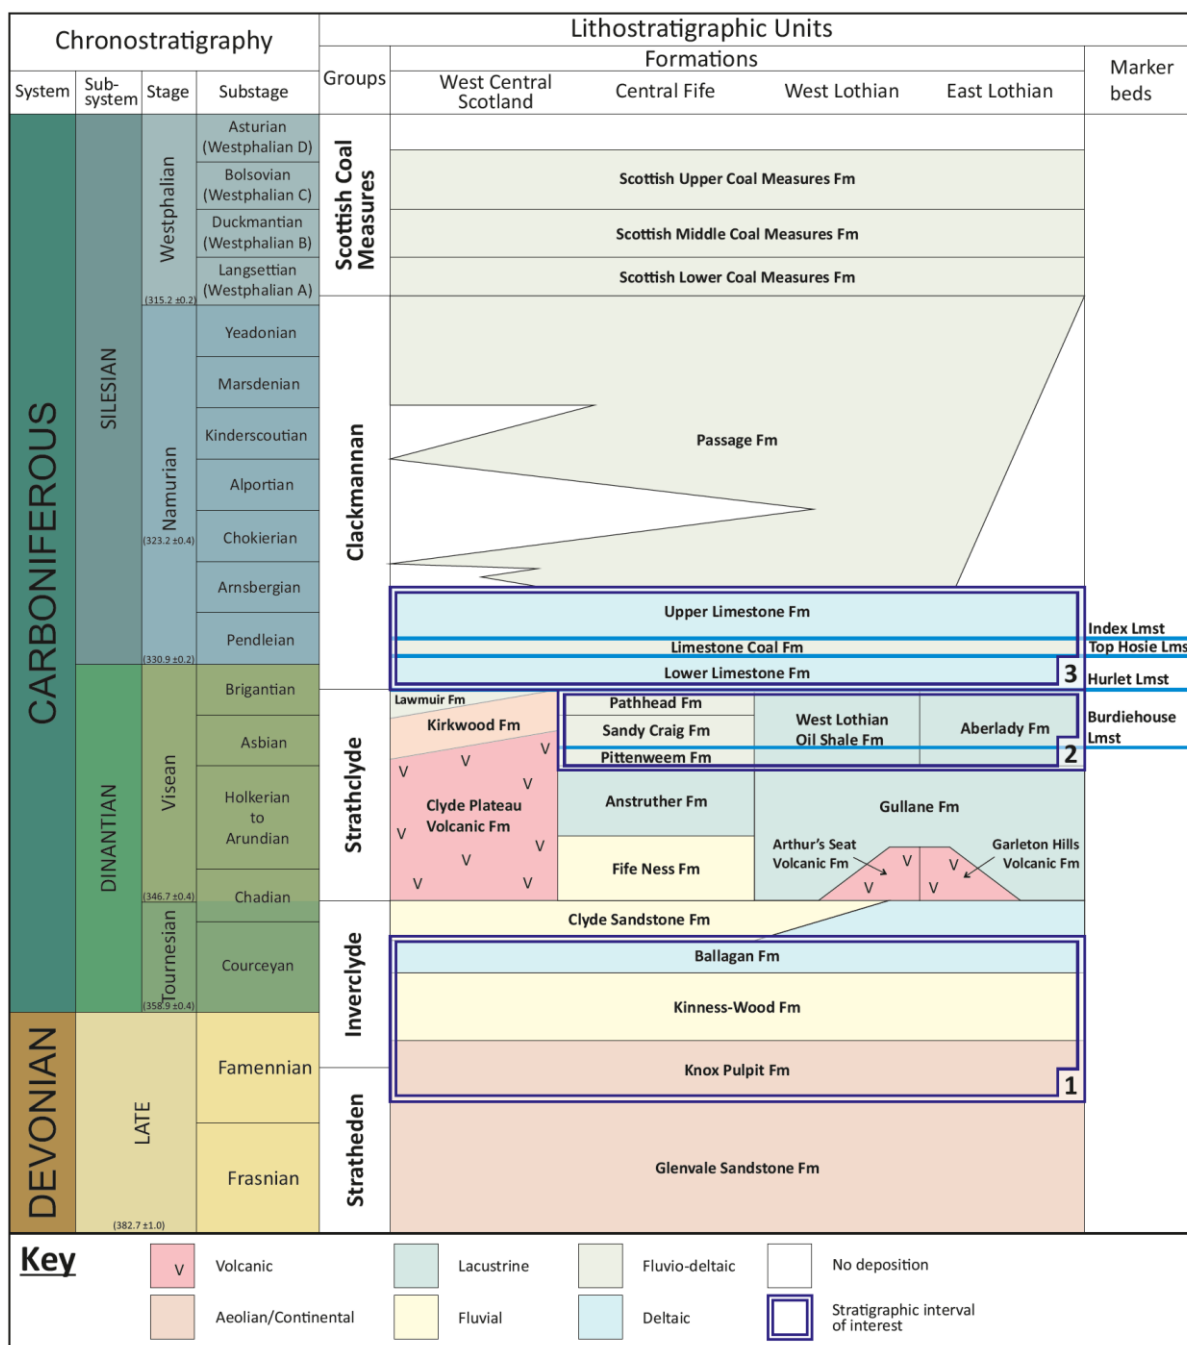 Chronostratigraphy
Lithostratigraphic Units
Formations
System
Sub-
system
Stage
Substage
Groups
West Central
Scotland
Central Fife
West Lothian
East Lothian
Marker
beds
CARBONIFEROUS
DEVONIAN
SILESIAN
DINANTIAN
LATE
(382.7 ±1.0)
Westphalian
(315.2 ±0.2)
Namurian
(323.2 ±0.4)
(330.9 ±0.2)
Visean
(346.7 ±0.4)
Tournesian
(358.9 ±0.4)
Asturian
(Westphalian D)
Bolsovian
(Westphalian C)
Duckmantian
(Westphalian B)
Langsettian
(Westphalian A)
Yeadonian
Marsdenian
Kinderscoutian
Alportian
Chokierian
Arnsbergian
Pendleian
Brigantian
Asbian
Holkerian
to
Arundian
Chadian
Courceyan
Famennian
Frasnian
Scottish Coal
Measures
Clackmannan
Strathclyde
Inverclyde
Stratheden
Scottish Upper Coal Measures Fm
Scottish Middle Coal Measures Fm
Scottish Lower Coal Measures Fm
Passage Fm
Upper Limestone Fm
Limestone Coal Fm
Lower Limestone Fm
3
Index Lmst
Top Hosie Lms
Hurlet Lmst
Burdiehouse
Lmst
Lawmuir Fm
Kirkwood Fm
V V V V V V V V V
Clyde Plateau
Volcanic Fm
Pathhead Fm
Sandy Craig Fm
Pittenweem Fm
West Lothian
Oil Shale Fm
Aberlady Fm
2
Anstruther Fm
Gullane Fm
Fife Ness Fm
Arthur's Seat
Volcanic Fm
Garleton Hills
Volcanic Fm
V V
V V
Clyde Sandstone Fm
Ballagan Fm
Kinness-Wood Fm
Knox Pulpit Fm
1
Glenvale Sandstone Fm
Key
V
Volcanic
Lacustrine
Fluvio-deltaic
No deposition
Aeolian/Continental
Fluvial
Deltaic
Stratigraphic interval
of interest